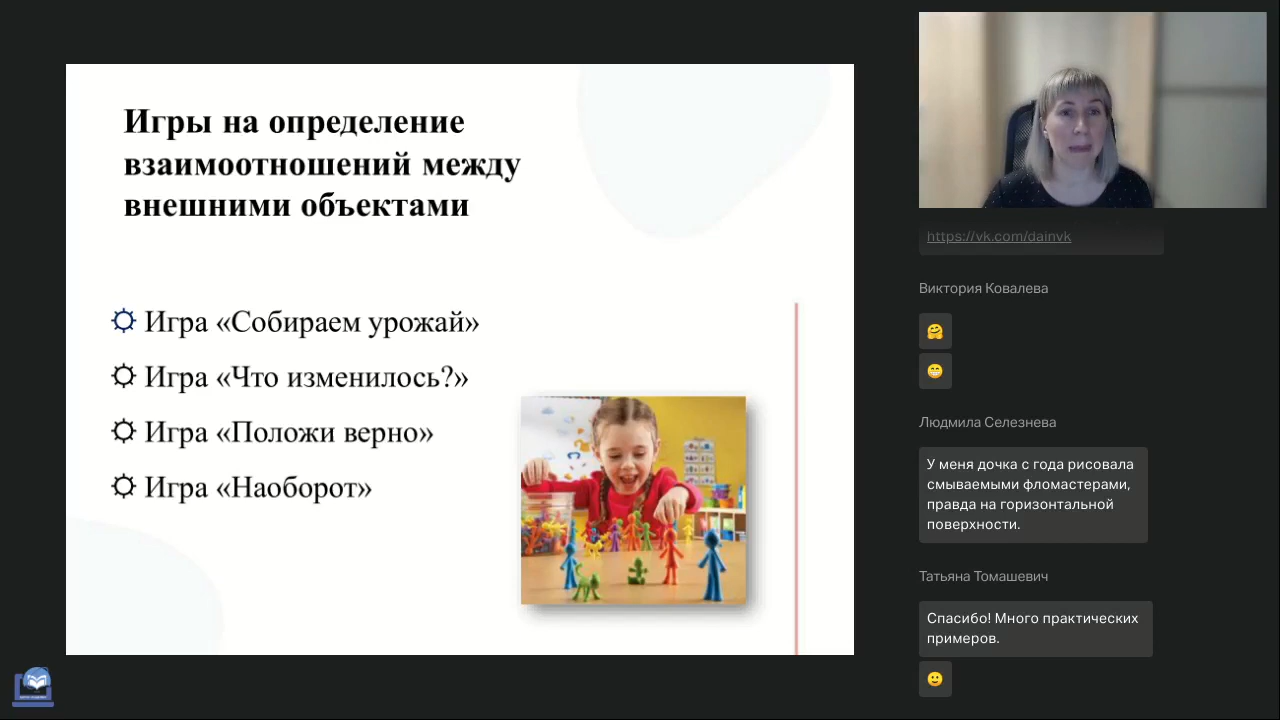 Игры на определение
взаимоотношений между
внешними объектами
Игра «Собираем урожай»
Игра «Что изменилось?»
Игра «Положи верно»
Игра «Наоборот»
https://vk.com/dainvk
Виктория Ковалева
🤗
😁
Людмила Селезнева
У меня дочка с года рисовала
смываемыми фломастерами,
правда на горизонтальной
поверхности.
Татьяна Томашевич
Спасибо! Много практических
примеров.
🙂